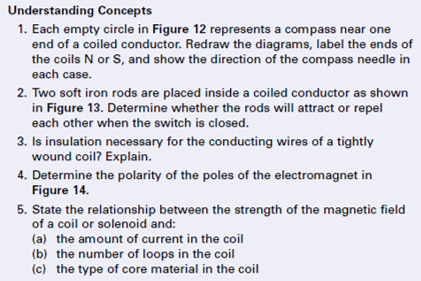 Understanding Concepts
1. Each empty circle in Figure 12 represents a compass near one
end of a coiled conductor. Redraw the diagrams, label the ends of
the coils N or S, and show the direction of the compass needle in
each case.
2. Two soft iron rods are placed inside a coiled conductor as shown
in Figure 13. Determine whether the rods will attract or repel
each other when the switch is closed.
3. Is insulation necessary for the conducting wires of a tightly
wound coil? Explain.
4. Determine the polarity of the poles of the electromagnet in
Figure 14.
5. State the relationship between the strength of the magnetic field
of a coil or solenoid and:
(a) the amount of current in the coil
(b) the number of loops in the coil
(c) the type of core material in the coil